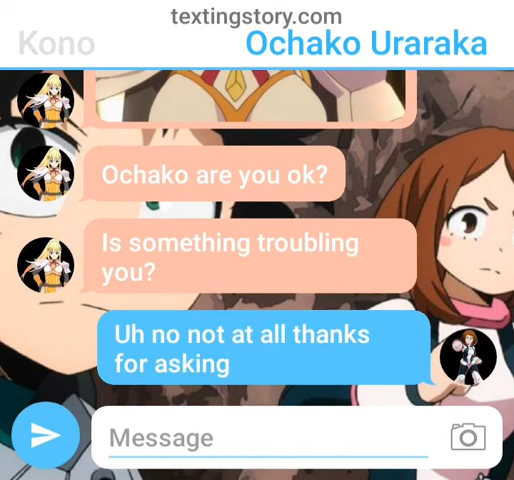 textingstory.com
Kono
Ochako Uraraka
Ochako are you ok?
Is something troubling
you?
Uh no not at all thanks
for asking
Message